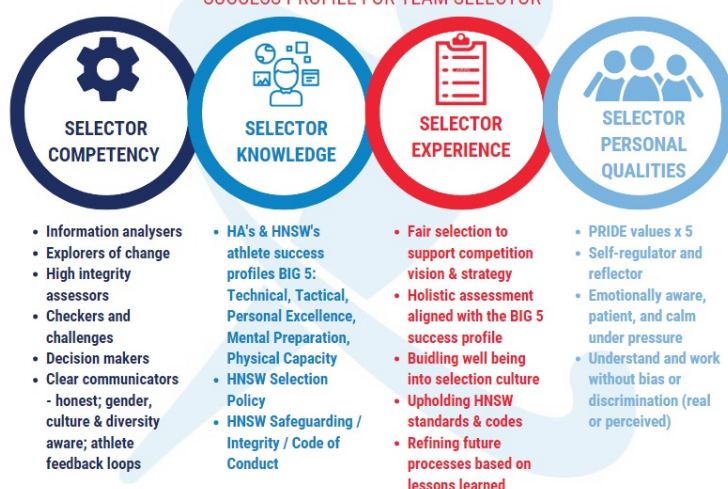 SUCCESS PROFILE FOR TEAM SELECTOR
SELECTOR
COMPETENCY
SELECTOR
KNOWLEDGE
SELECTOR
EXPERIENCE
SELECTOR
PERSONAL
QUALITIES
• Information analysers
• Explorers of change
• High integrity
assessors
• Checkers and
challenges
• Decision makers
• Clear communicators
- honest; gender,
culture & diversity
aware; athlete
feedback loops
• HA's & HNSW's
athlete success
profiles BIG 5:
Technical, Tactical,
Personal Excellence,
Mental Preparation,
Physical Capacity
• HNSW Selection
Policy
• HNSW Safeguarding /
Integrity / Code of
Conduct
• Fair selection to
support competition
vision & strategy
• Holistic assessment
aligned with the BIG 5
success profile
• Buidling well being
into selection culture
• Upholding HNSW
standards & codes
• Refining future
processes based on
lessons learned
• PRIDE values x 5
• Self-regulator and
reflector
• Emotionally aware,
patient, and calm
under pressure
• Understand and work
without bias or
discrimination (real
or perceived)